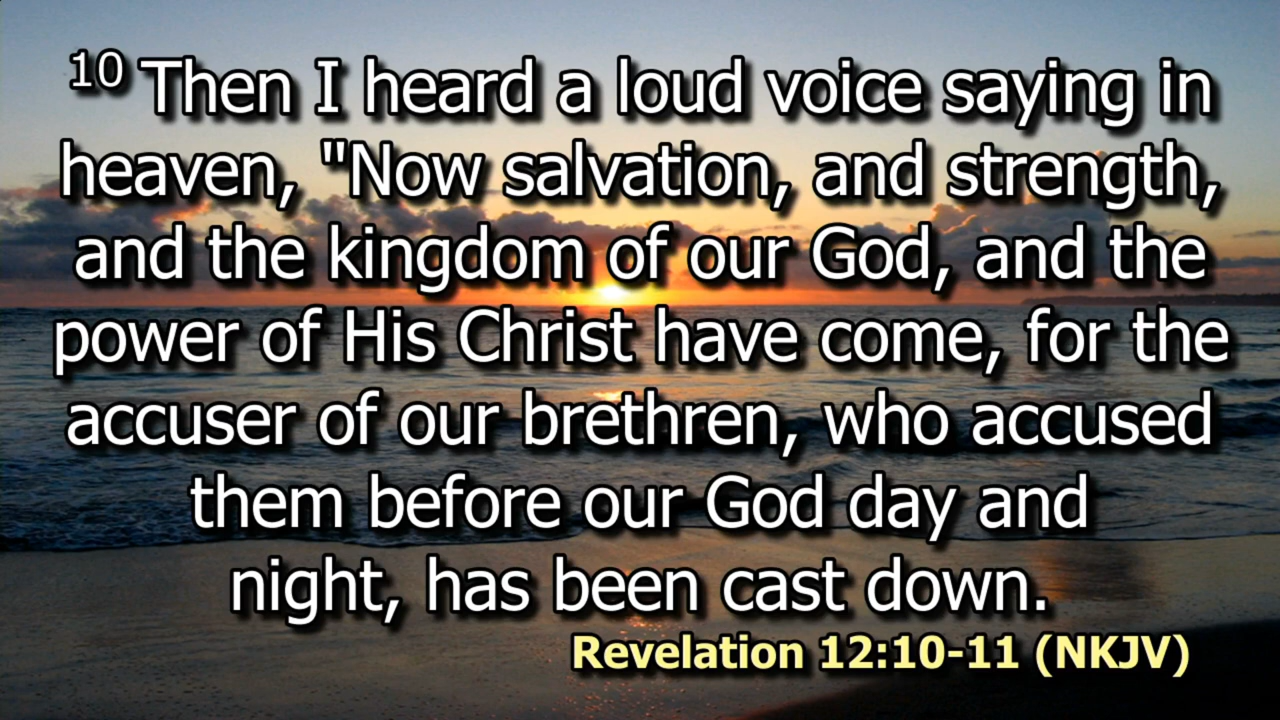 10 Then I heard a loud voice saying in
heaven, "Now salvation, and strength,
and the kingdom of our God, and the
power of His Christ have come, for the
accuser of our brethren, who accused
them before our God day and
night, has been cast down.
Revelation 12:10-11 (NKJV)